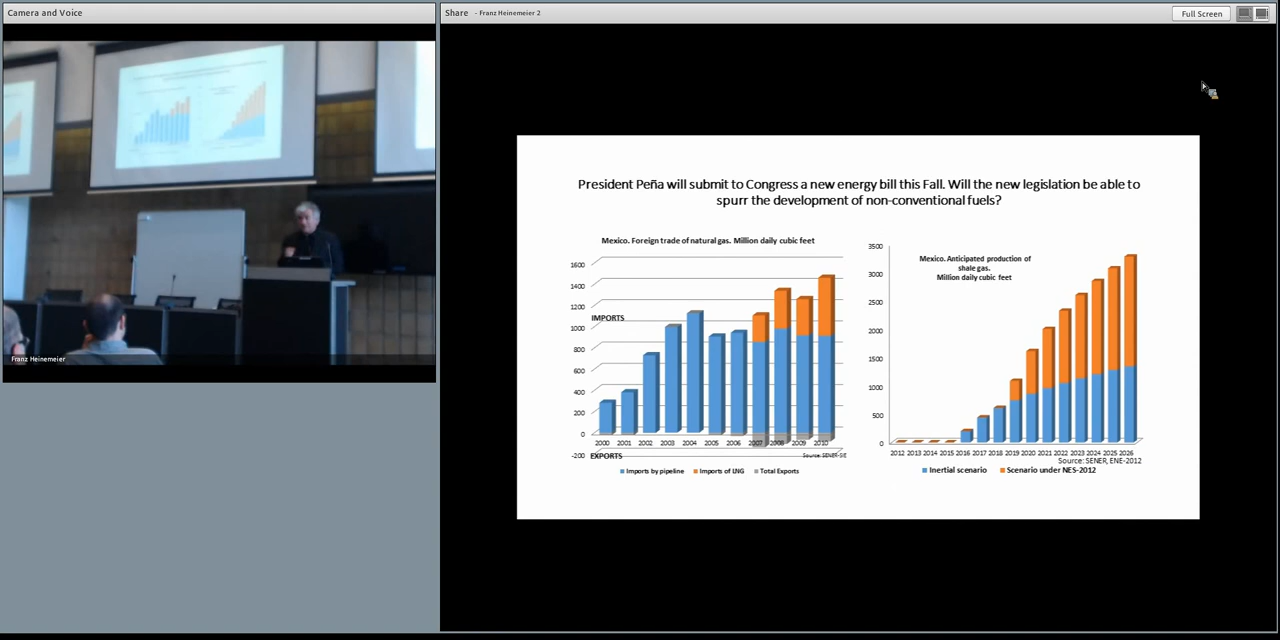 Camera and Voice
Share - Franz Heinemeier 2
Full Screen
Franz Heinemeier
President Peña will submit to Congress a new energy bill this Fall. Will the new legislation be able to
spurr the development of non-conventional fuels?
Mexico. Foreign trade of natural gas. Million daily cubic feet
1600
1400
1200
1000
800
600
400
200
0
-200
IMPORTS
EXPORTS
2000 2001 2002 2003 2004 2005 2006 2007 2008 2009 2010
Source: SENER-SIE
Imports by pipeline Imports of LNG Total Exports
Mexico. Anticipated production of
shale gas.
Million daily cubic feet
3500
3000
2500
2000
1500
1000
500
0
2012 2013 2014 2015 2016 2017 2018 2019 2020 2021 2022 2023 2024 2025 2026
Source: SENER, ENE-2012
Inertial scenario Scenario under NES-2012